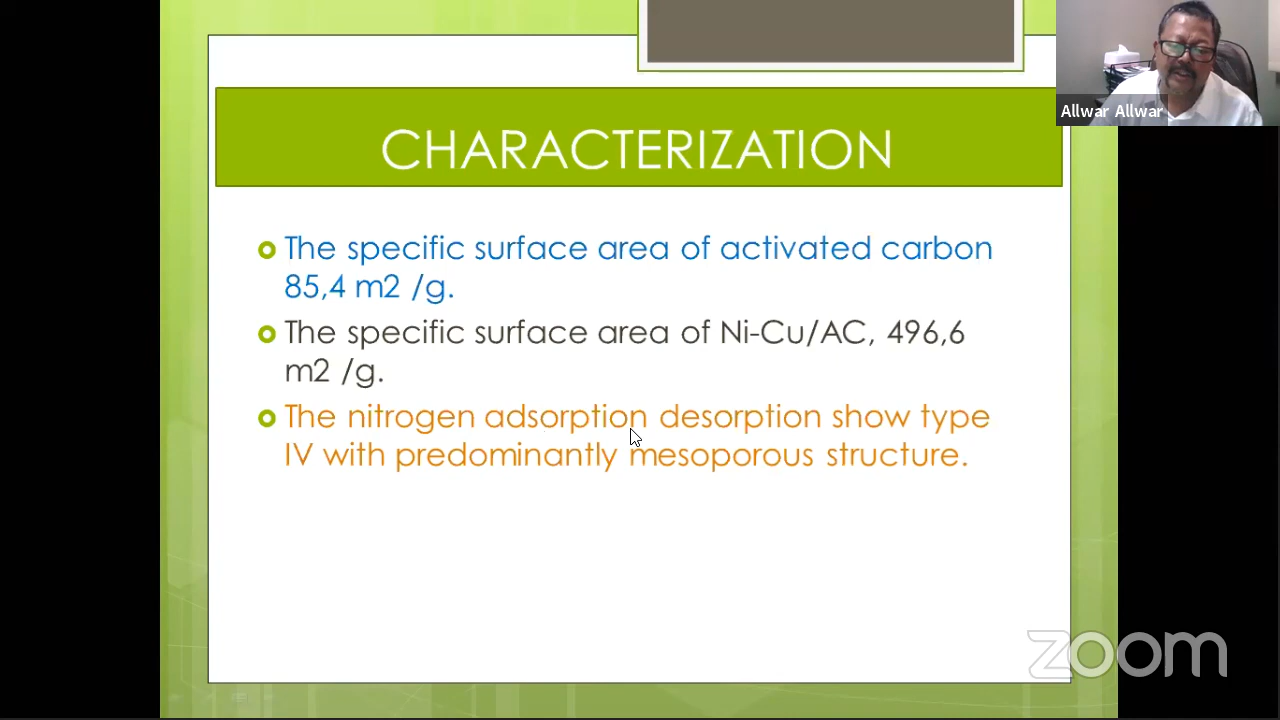 Allwar Allwar
CHARACTERIZATION
The specific surface area of activated carbon
85,4 m2 /g.
The specific surface area of Ni-Cu/AC, 496,6
m2 /g.
The nitrogen adsorption desorption show type
IV with predominantly mesoporous structure.
zoom